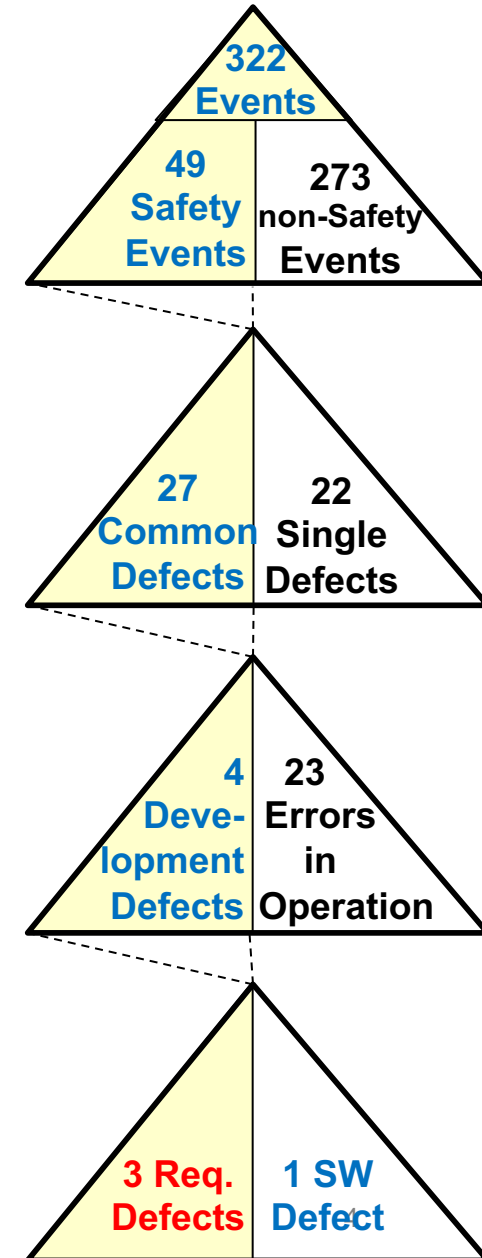 322
Events
49
Safety
Events
273
non-Safety
Events
27
Common
Defects
22
Single
Defects
4
Deve-
lopment
Defects
23
Errors
in
Operation
3 Req.
Defects
1 SW
Defect
4